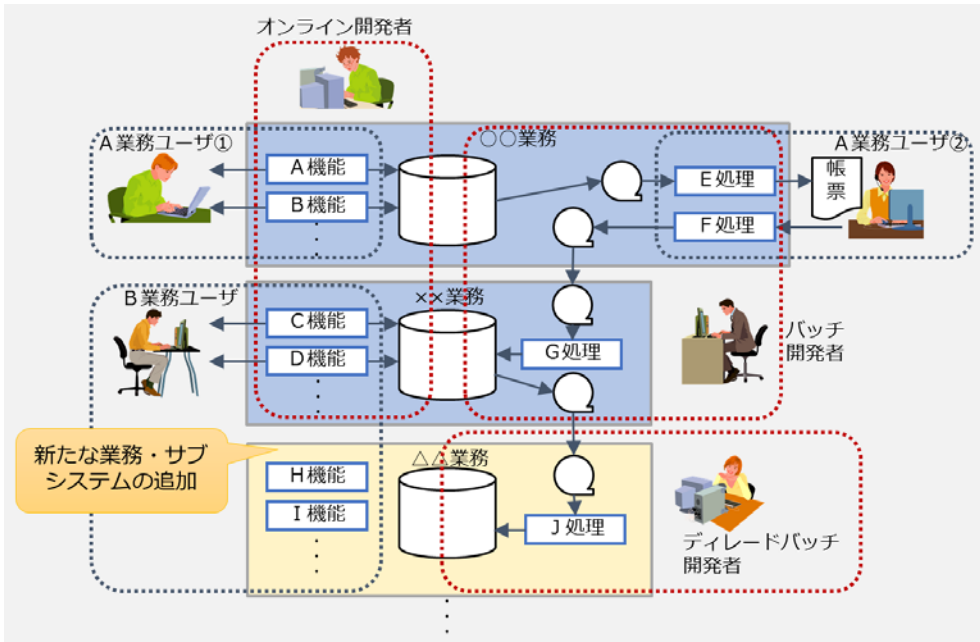 オンライン開発者
A業務ユーザ①
○○業務
A業務ユーザ②
A機能
B機能
・
・
E処理
F処理
帳
票
B業務ユーザ
××業務
C機能
D機能
・
・
G処理
バッチ
開発者
新たな業務・サブ
システムの追加
△△業務
H機能
I機能
・
・
・
J処理
ディレードバッチ
開発者
・
・
・